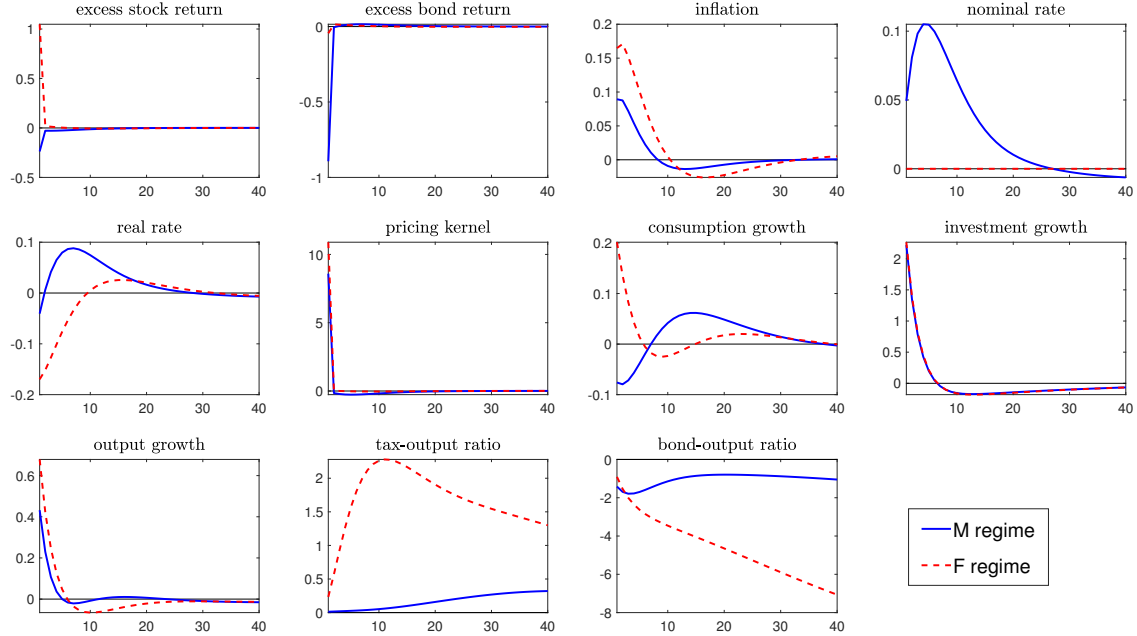 excess stock return
excess bond return
inflation
nominal rate
1
0.5
0
-0.5
10 20 30 40
0
-0.5
-1
10 20 30 40
0.2
0.15
0.1
0.05
0
10 20 30 40
0.1
0.05
0
10 20 30 40
real rate
pricing kernel
consumption growth
investment growth
0.1
0
-0.1
-0.2
10 20 30 40
10
5
0
10 20 30 40
0.2
0.1
0
-0.1
10 20 30 40
2
1.5
1
0.5
0
10 20 30 40
output growth
tax-output ratio
bond-output ratio
0.6
0.4
0.2
0
10 20 30 40
2
1.5
1
0.5
0
10 20 30 40
0
-2
-4
-6
-8
10 20 30 40
M regime
F regime